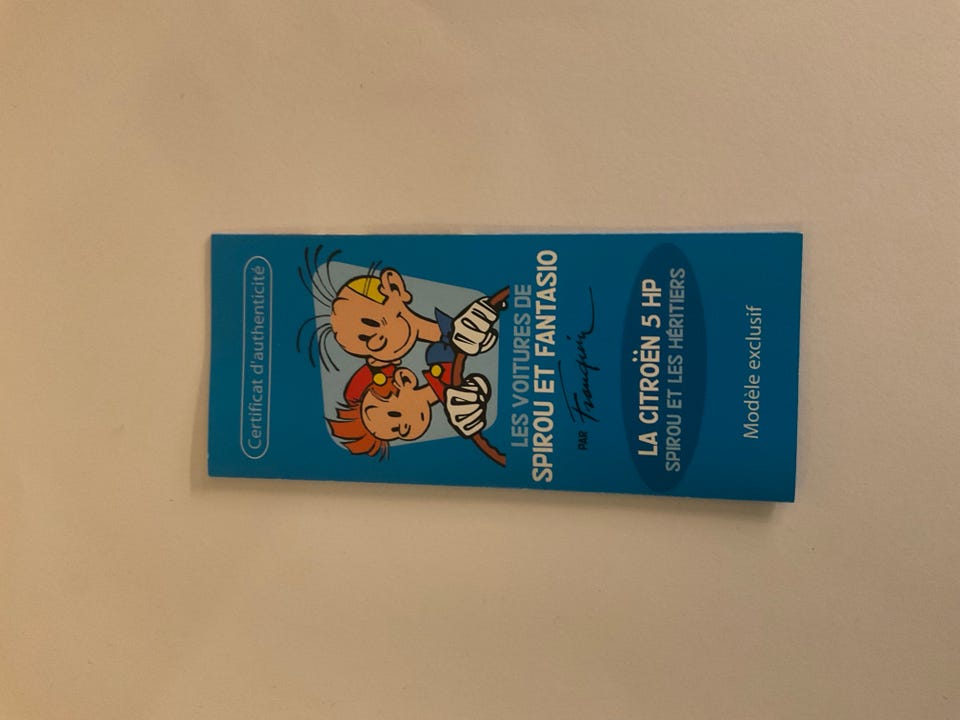 Certificat d'authenticité
LES VOITURES DE
SPIROU ET FANTASIO
PAR Franquin
LA CITROËN 5 HP
SPIROU ET LES HÉRITIERS
Modèle exclusif